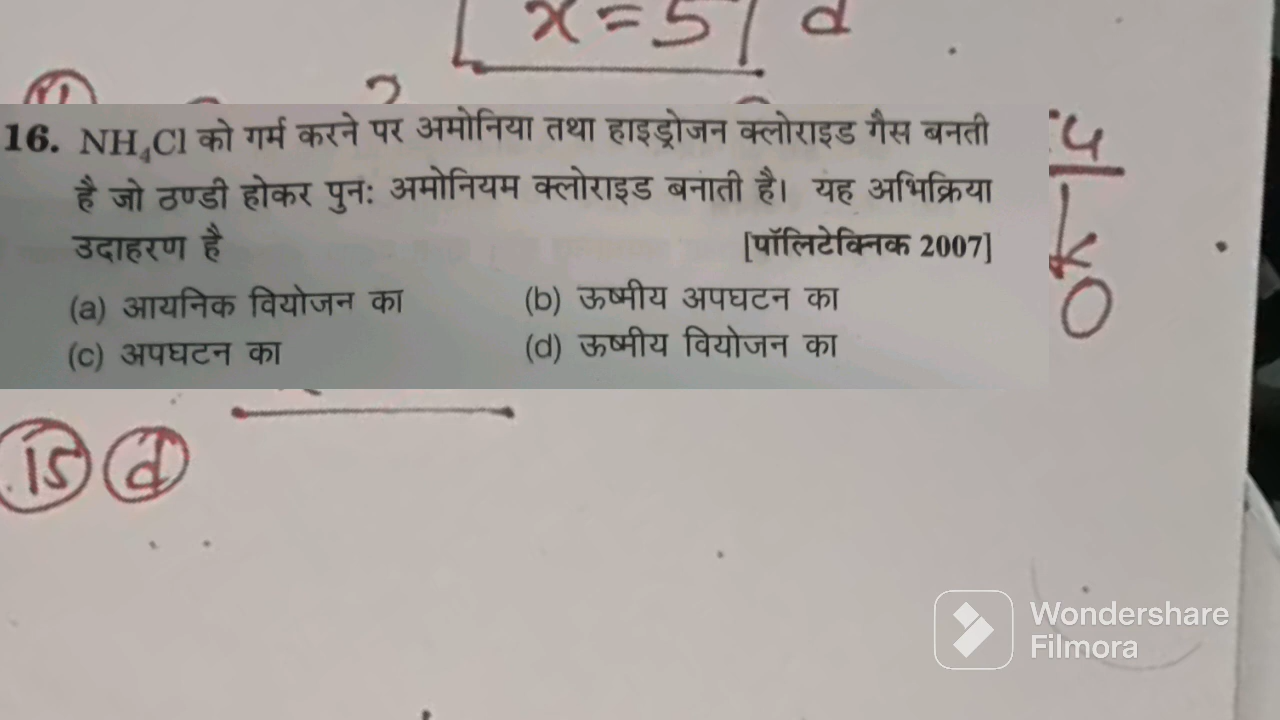 x = 5 d
16. NH₄Cl को गर्म करने पर अमोनिया तथा हाइड्रोजन क्लोराइड गैस बनती
है जो ठण्डी होकर पुन: अमोनियम क्लोराइड बनाती है। यह अभिक्रिया
उदाहरण है [पॉलिटेक्निक 2007]
(a) आयनिक वियोजन का (b) ऊष्मीय अपघटन का
(c) अपघटन का (d) ऊष्मीय वियोजन का
15 d
Wondershare
Filmora